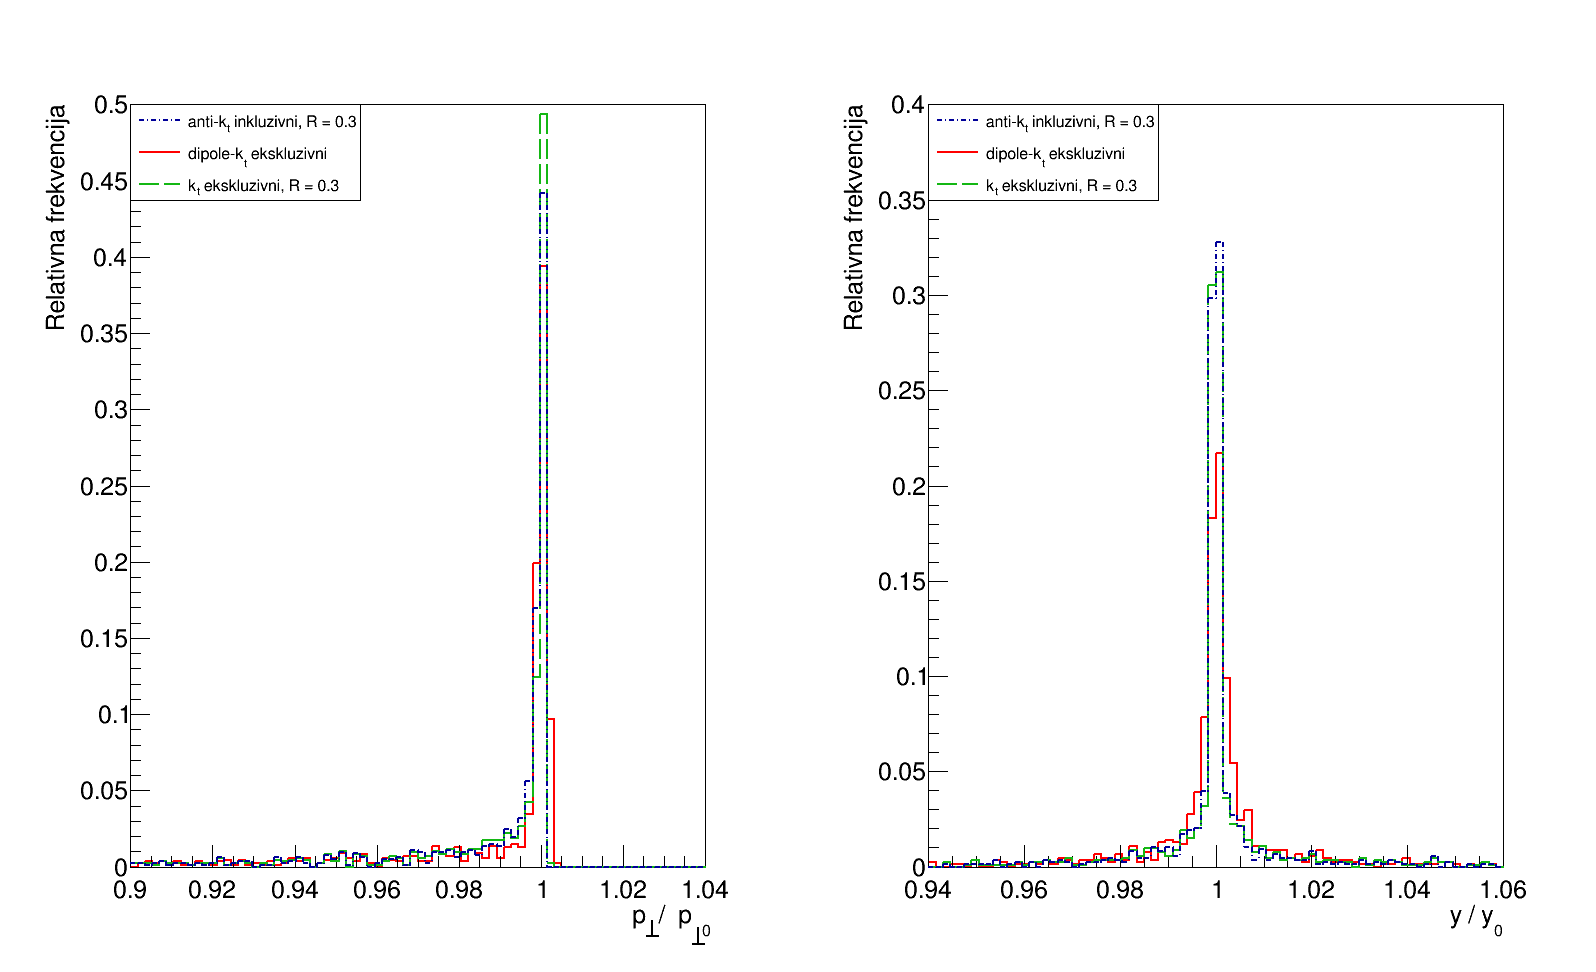 Relativna frekvencija
0.5
0.45
0.4
0.35
0.3
0.25
0.2
0.15
0.1
0.05
0
anti-kt inkluzivni, R = 0.3
dipole-kt ekskluzivni
kt ekskluzivni, R = 0.3
0.9 0.92 0.94 0.96 0.98 1 1.02 1.04
p⊥ / p⊥0
Relativna frekvencija
0.4
0.35
0.3
0.25
0.2
0.15
0.1
0.05
0
anti-kt inkluzivni, R = 0.3
dipole-kt ekskluzivni
kt ekskluzivni, R = 0.3
0.94 0.96 0.98 1 1.02 1.04 1.06
y / y0